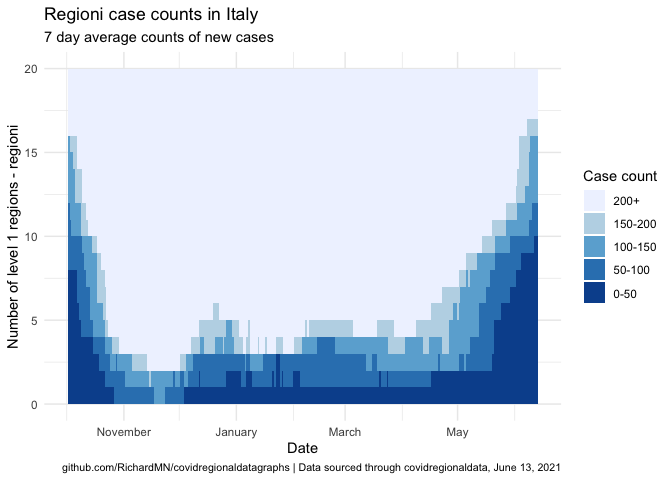 Regioni case counts in Italy
7 day average counts of new cases
Number of level 1 regions - regioni
20
15
10
5
0
November
January
March
May
Date
Case count
200+
150-200
100-150
50-100
0-50
github.com/RichardMN/covidregionaldatagraphs | Data sourced through covidregionaldata, June 13, 2021